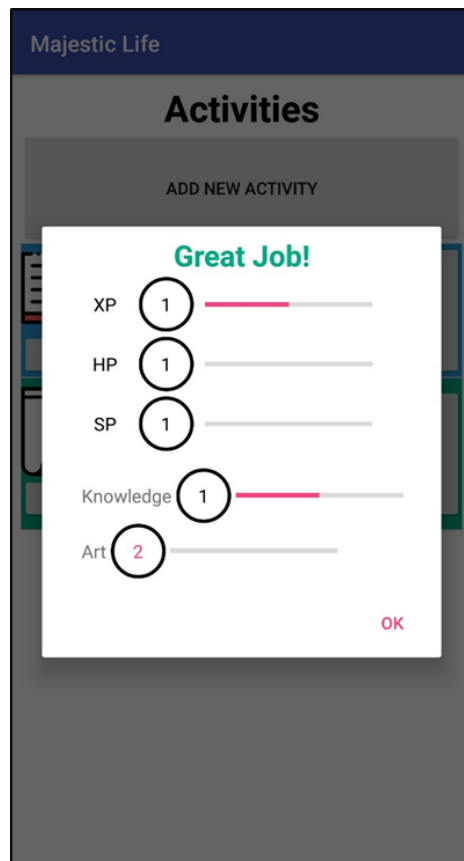 Majestic Life
Activities
ADD NEW ACTIVITY
Great Job!
XP 1
HP 1
SP 1
Knowledge 1
Art 2
OK